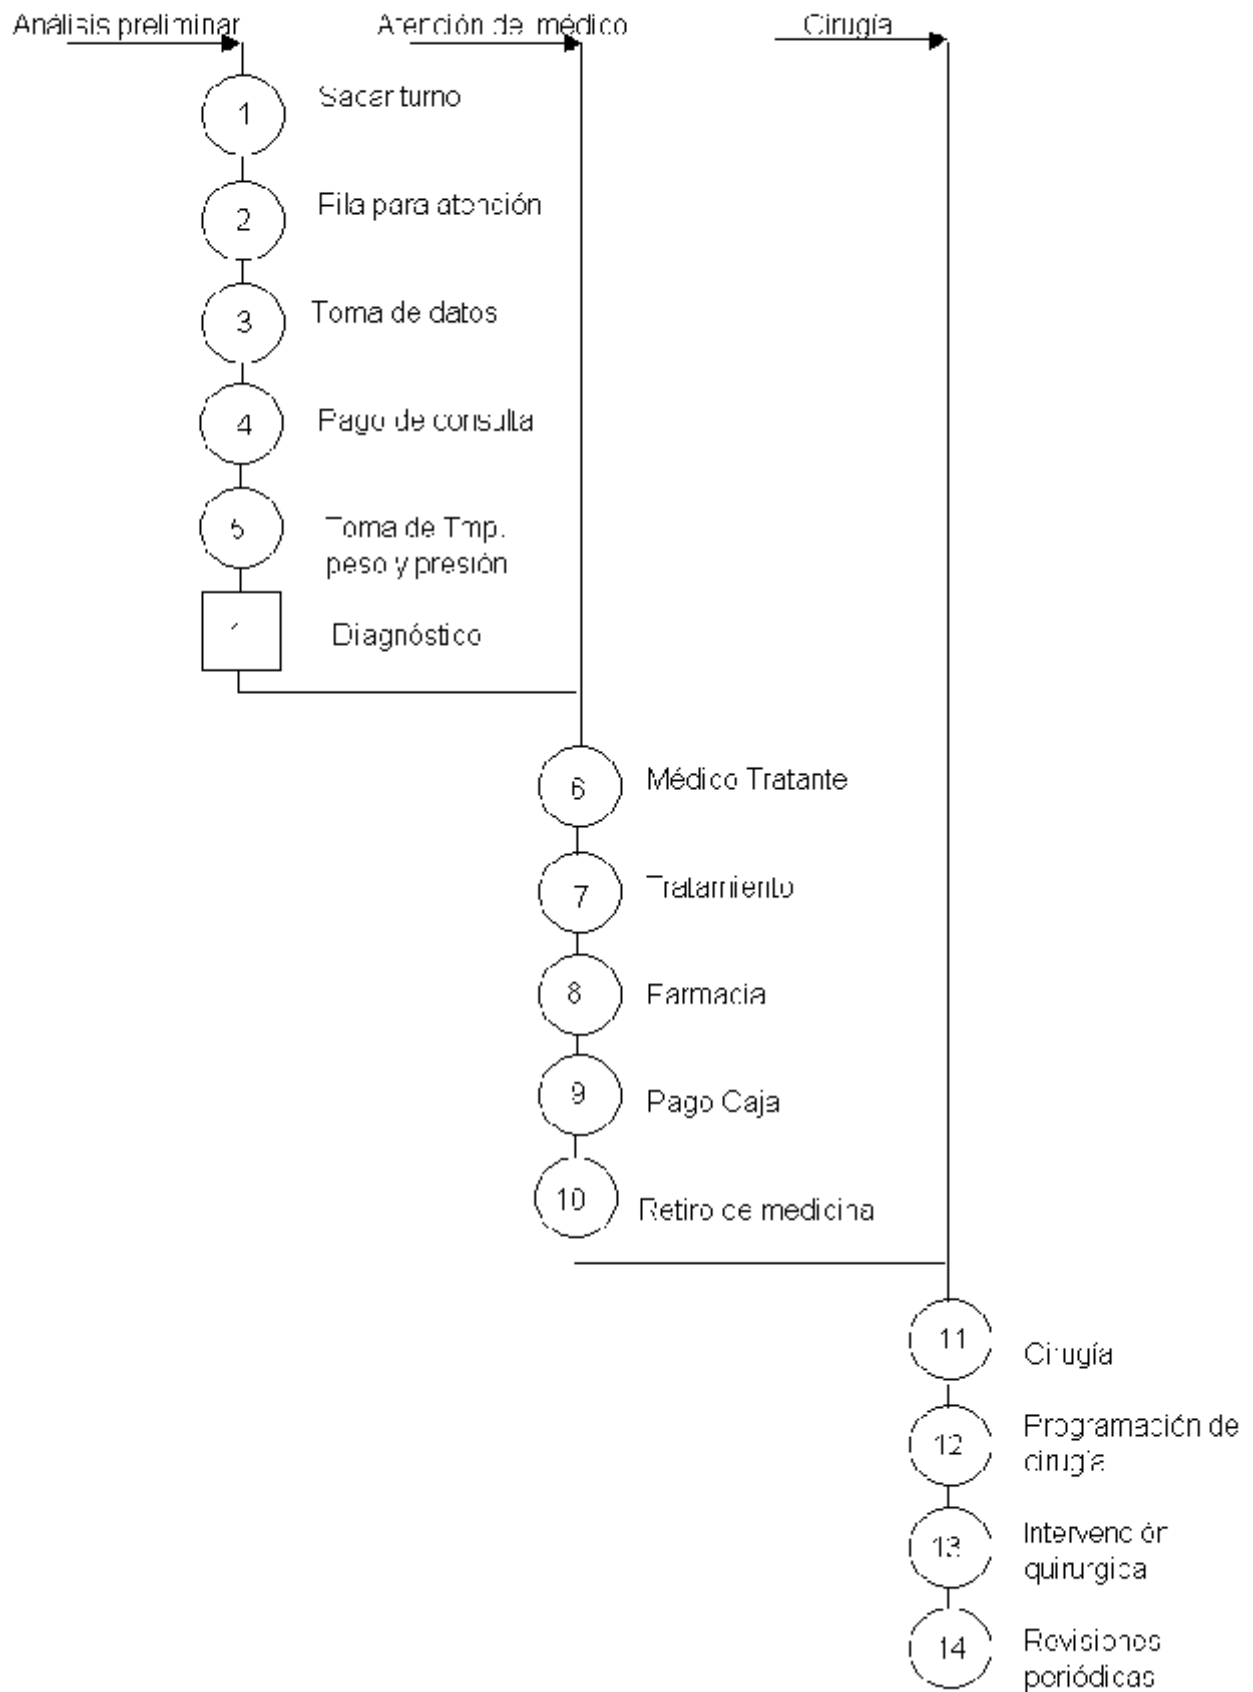 Análisis preliminar
Atención del médico
Cirugía
1
Sacar turno
2
Fila para atención
3
Toma de datos
4
Pago de consulta
5
Toma de Tmp.
peso y presión
1
Diagnóstico
6
Médico Tratante
7
Tratamiento
8
Farmacia
9
Pago Caja
10
Retiro de medicina
11
Cirugía
12
Programación de
cirugía
13
Intervención
quirurgica
14
Revisiones
periódicas